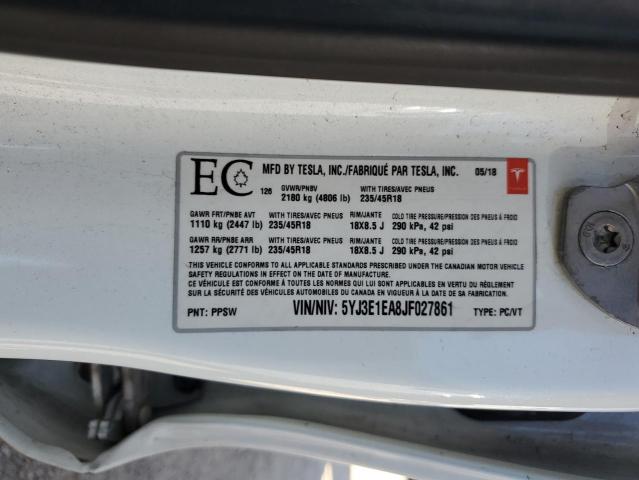 EC
MFD BY TESLA, INC./FABRIQUÉ PAR TESLA, INC. 05/18
126 GVWR/PNBV WITH TIRES/AVEC PNEUS
2180 kg (4806 lb) 235/45R18
TESLA
GAWR FRT/PNBE AVT WITH TIRES/AVEC PNEUS RIM/JANTE COLD TIRE PRESSURE/PRESSION DES PNEUS À FROID
1110 kg (2447 lb) 235/45R18 18X8.5 J 290 kPa, 42 psi
GAWR RR/PNBE ARR WITH TIRES/AVEC PNEUS RIM/JANTE COLD TIRE PRESSURE/PRESSION DES PNEUS À FROID
1257 kg (2771 lb) 235/45R18 18X8.5 J 290 kPa, 42 psi
THIS VEHICLE CONFORMS TO ALL APPLICABLE STANDARDS PRESCRIBED UNDER THE CANADIAN MOTOR VEHICLE
SAFETY REGULATIONS IN EFFECT ON THE DATE OF MANUFACTURE
CE VÉHICULE EST CONFORME À TOUTES LES NORMES QUI LUI SONT APPLICABLES EN VERTU DU RÈGLEMENT
SUR LA SÉCURITÉ DES VÉHICULES AUTOMOBILES DU CANADA EN VIGUEUR À LA DATE DE SA FABRICATION.
PNT: PPSW VIN/NIV: 5YJ3E1EA8JF027861 TYPE: PC/VT